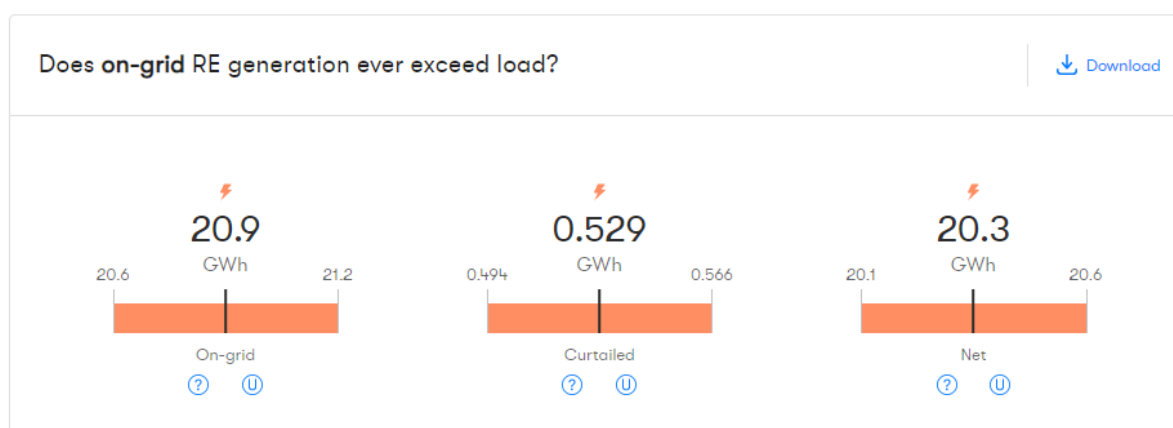 Does on-grid RE generation ever exceed load?
Download
20.9
GWh
20.6
21.2
On-grid
? U
0.529
GWh
0.494
0.566
Curtailed
? U
20.3
GWh
20.1
20.6
Net
? U